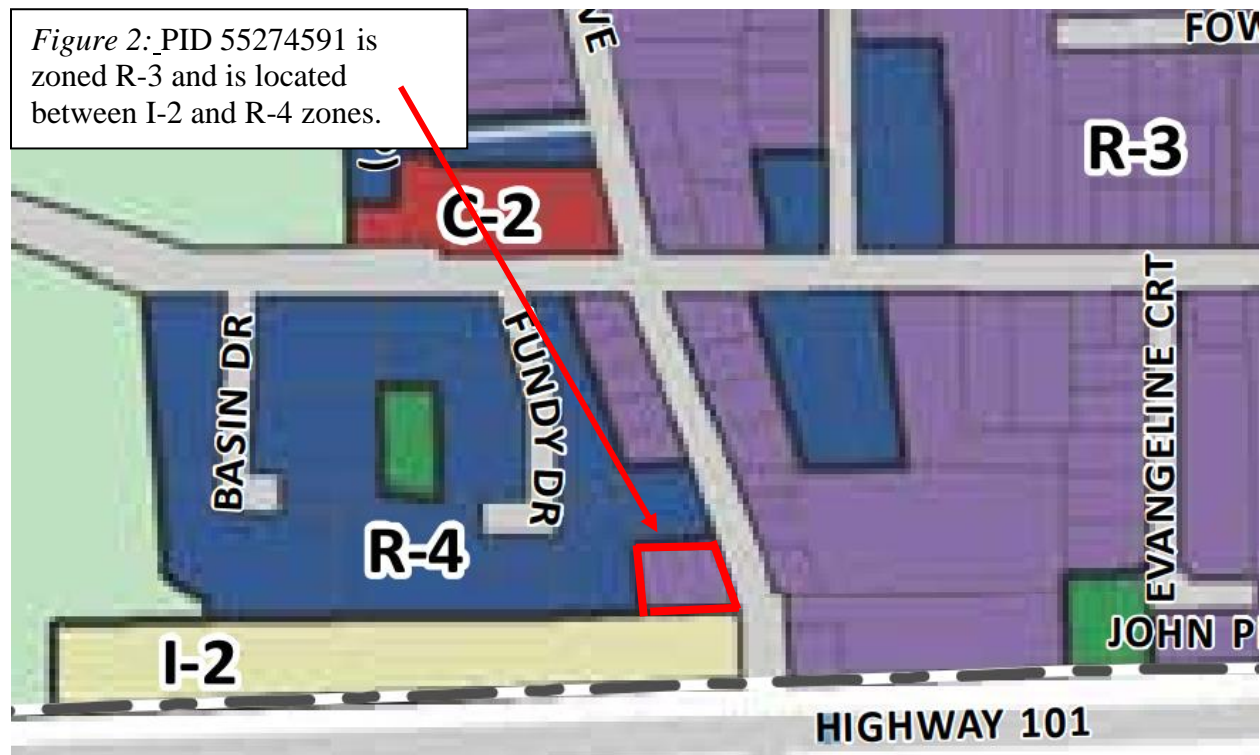 Figure 2: PID 55274591 is
zoned R-3 and is located
between I-2 and R-4 zones.
R-3
C-2
BASIN DR
FUNDY DR
EVANGELINE CRT
R-4
JOHN
I-2
HIGHWAY 101